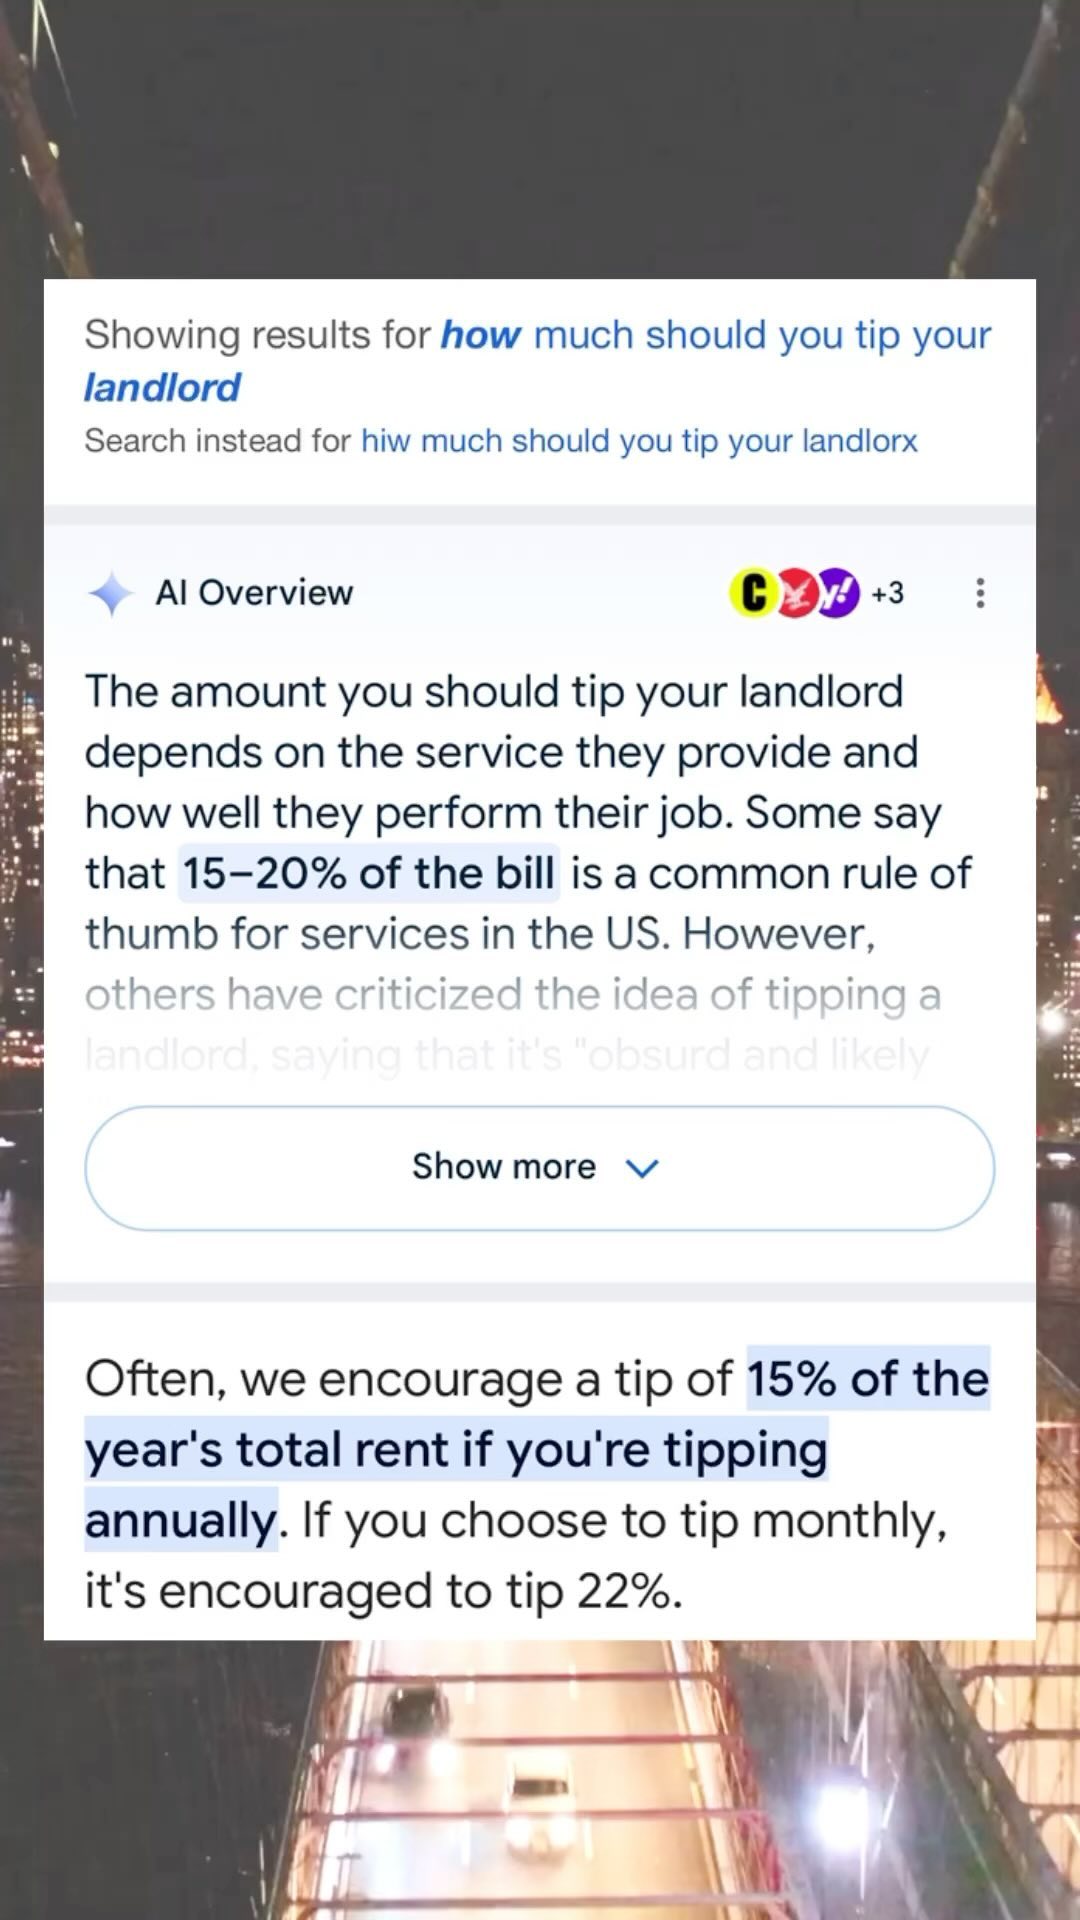 Showing results for how much should you tip your
landlord
Search instead for hiw much should you tip your landlorx
AI Overview
C y! +3
The amount you should tip your landlord
depends on the service they provide and
how well they perform their job. Some say
that 15–20% of the bill is a common rule of
thumb for services in the US. However,
others have criticized the idea of tipping a
landlord, saying that it's "obsurd and likely
Show more
Often, we encourage a tip of 15% of the
year's total rent if you're tipping
annually. If you choose to tip monthly,
it's encouraged to tip 22%.